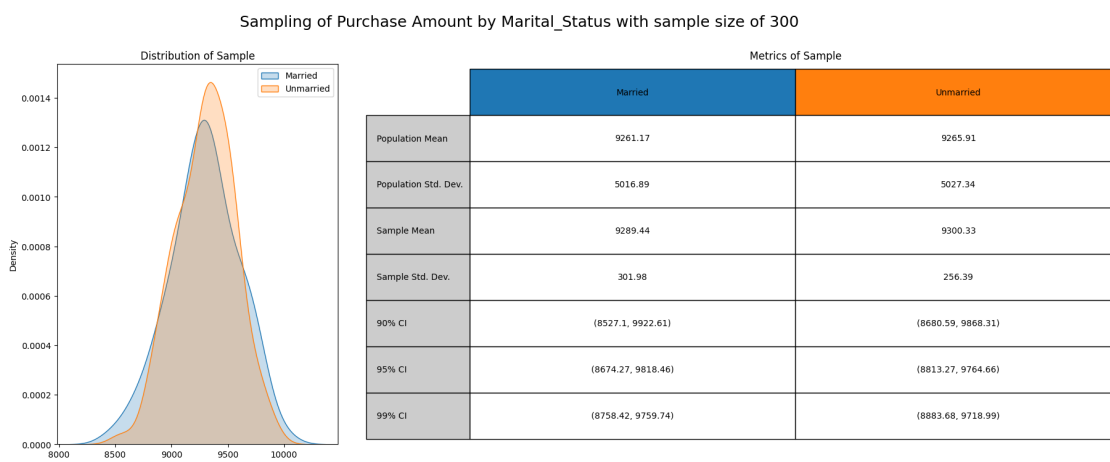 Sampling of Purchase Amount by Marital_Status with sample size of 300
Distribution of Sample
Married
Unmarried
0.0014
0.0012
0.0010
0.0008
0.0006
0.0004
0.0002
0.0000
Density
8000 8500 9000 9500 10000
Metrics of Sample
Married Unmarried
Population Mean 9261.17 9265.91
Population Std. Dev. 5016.89 5027.34
Sample Mean 9289.44 9300.33
Sample Std. Dev. 301.98 256.39
90% CI (8527.1, 9922.61) (8680.59, 9868.31)
95% CI (8674.27, 9818.46) (8813.27, 9764.66)
99% CI (8758.42, 9759.74) (8883.68, 9718.99)